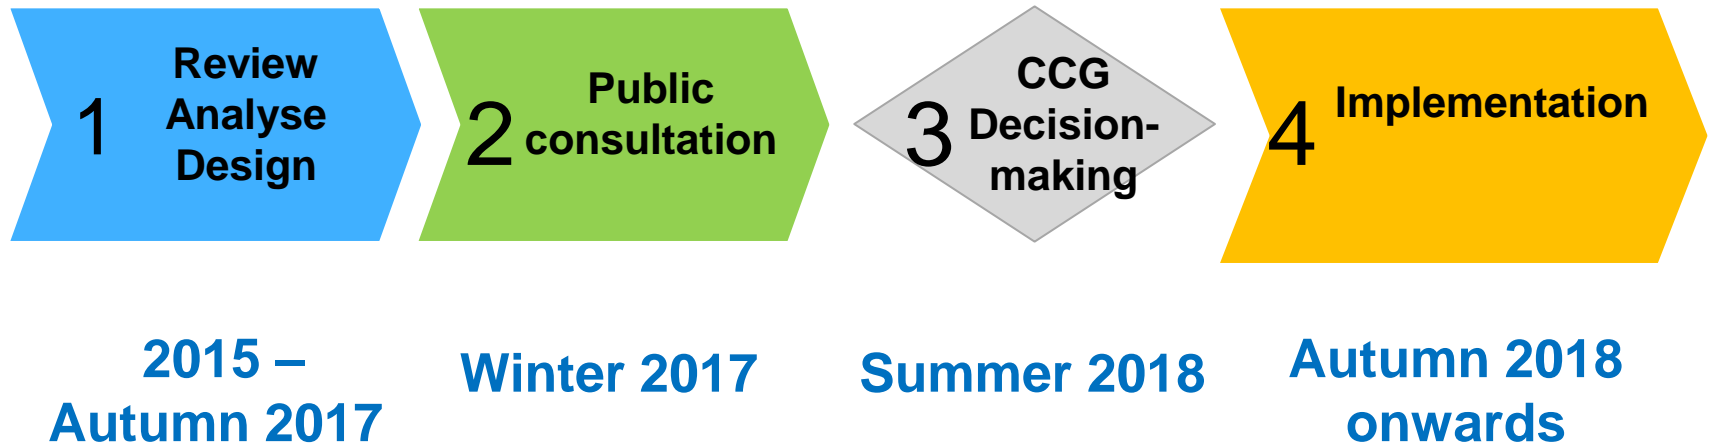 1
Review
Analyse
Design
2
Public
consultation
3
CCG
Decision-
making
4
Implementation
2015 –
Autumn 2017
Winter 2017
Summer 2018
Autumn 2018
onwards